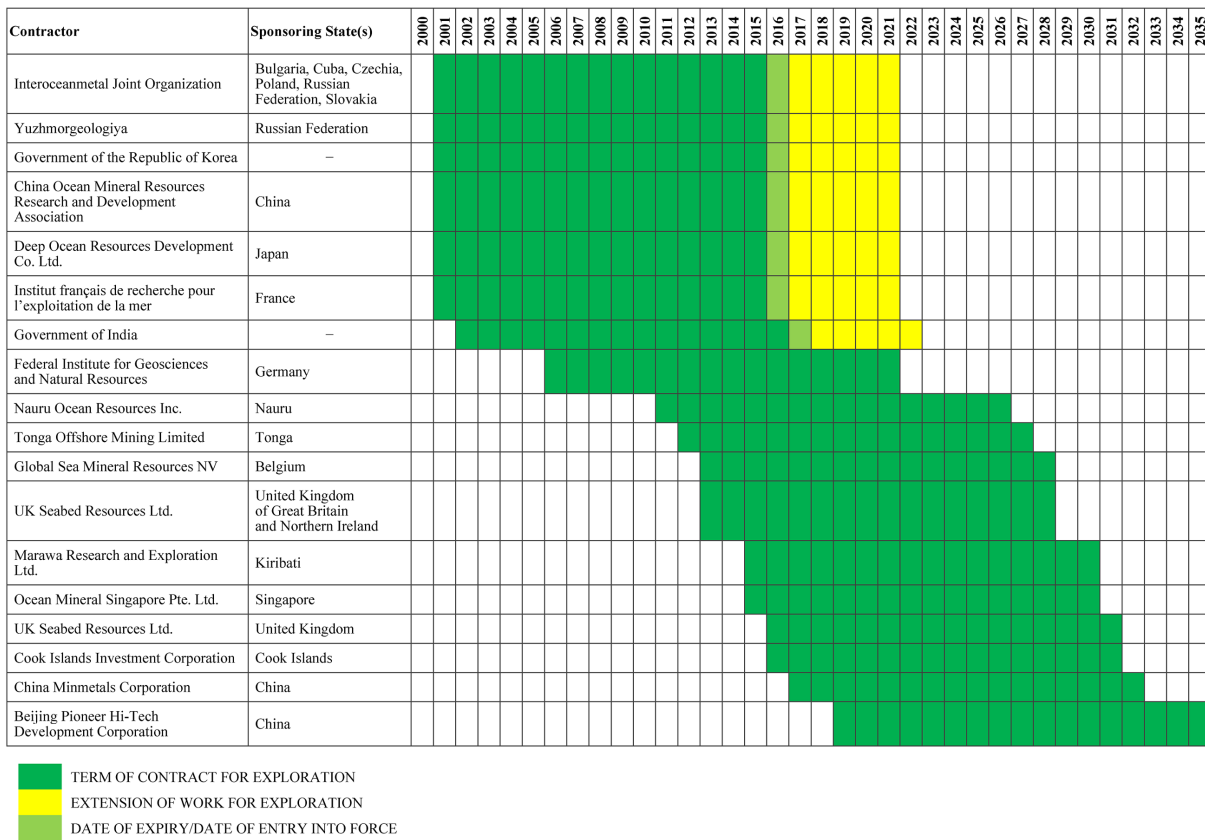 Contractor
Sponsoring State(s)
2000
2001
2002
2003
2004
2005
2006
2007
2008
2009
2010
2011
2012
2013
2014
2015
2016
2017
2018
2019
2020
2021
2022
2023
2024
2025
2026
2027
2028
2029
2030
2031
2032
2033
2034
2035
Interoceanmetal Joint Organization
Bulgaria, Cuba, Czechia,
Poland, Russian
Federation, Slovakia
Yuzhmorgeologiya
Russian Federation
Government of the Republic of Korea
–
China Ocean Mineral Resources
Research and Development
Association
China
Deep Ocean Resources Development
Co. Ltd.
Japan
Institut français de recherche pour
l’exploitation de la mer
France
Government of India
–
Federal Institute for Geosciences
and Natural Resources
Germany
Nauru Ocean Resources Inc.
Nauru
Tonga Offshore Mining Limited
Tonga
Global Sea Mineral Resources NV
Belgium
UK Seabed Resources Ltd.
United Kingdom
of Great Britain
and Northern Ireland
Marawa Research and Exploration
Ltd.
Kiribati
Ocean Mineral Singapore Pte. Ltd.
Singapore
UK Seabed Resources Ltd.
United Kingdom
Cook Islands Investment Corporation
Cook Islands
China Minmetals Corporation
China
Beijing Pioneer Hi-Tech
Development Corporation
China
TERM OF CONTRACT FOR EXPLORATION
EXTENSION OF WORK FOR EXPLORATION
DATE OF EXPIRY/DATE OF ENTRY INTO FORCE